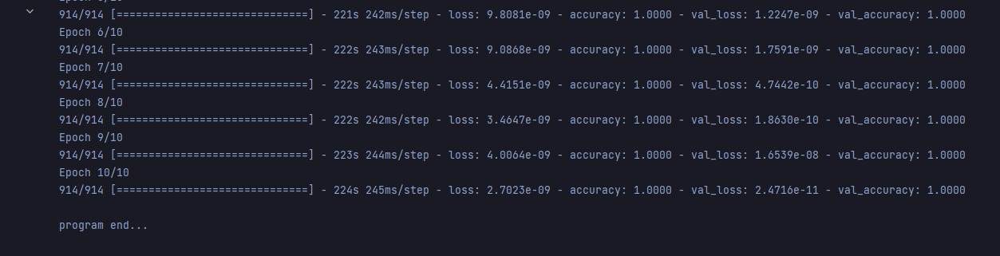 914/914 [==============================] - 221s 242ms/step - loss: 9.8081e-09 - accuracy: 1.0000 - val_loss: 1.2247e-09 - val_accuracy: 1.0000
Epoch 6/10
914/914 [==============================] - 222s 243ms/step - loss: 9.0868e-09 - accuracy: 1.0000 - val_loss: 1.7591e-09 - val_accuracy: 1.0000
Epoch 7/10
914/914 [==============================] - 222s 243ms/step - loss: 4.4151e-09 - accuracy: 1.0000 - val_loss: 4.7442e-10 - val_accuracy: 1.0000
Epoch 8/10
914/914 [==============================] - 222s 242ms/step - loss: 3.4647e-09 - accuracy: 1.0000 - val_loss: 1.8630e-10 - val_accuracy: 1.0000
Epoch 9/10
914/914 [==============================] - 223s 244ms/step - loss: 4.0064e-09 - accuracy: 1.0000 - val_loss: 1.6539e-08 - val_accuracy: 1.0000
Epoch 10/10
914/914 [==============================] - 224s 245ms/step - loss: 2.7023e-09 - accuracy: 1.0000 - val_loss: 2.4716e-11 - val_accuracy: 1.0000
program end...